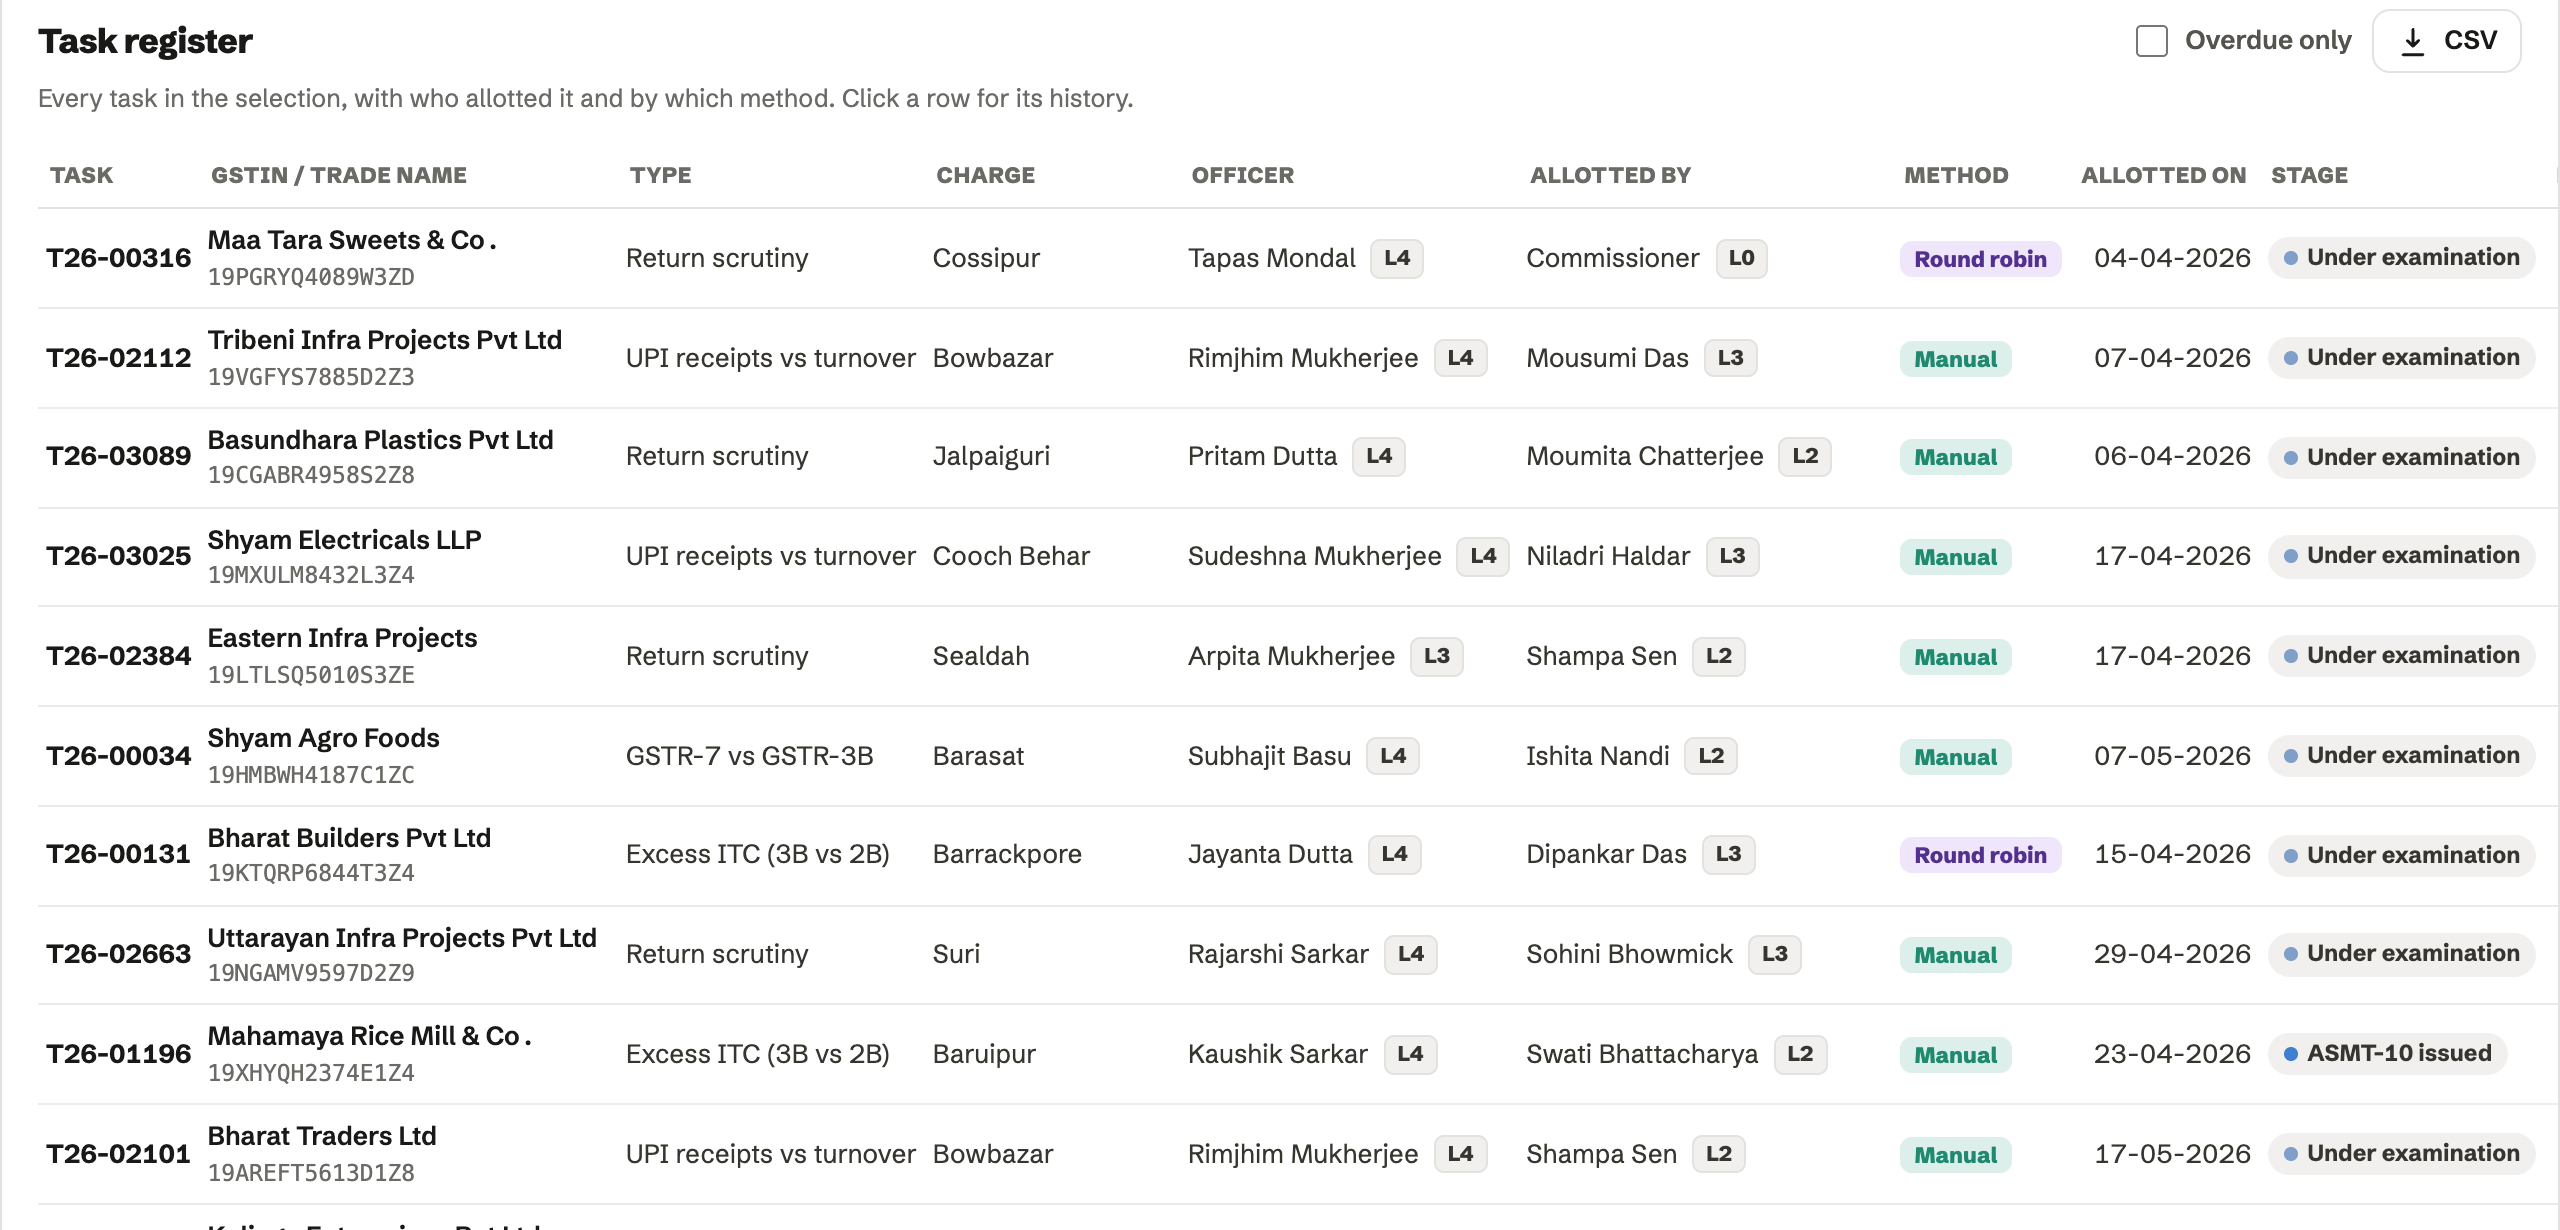 Task register
Overdue only
CSV
Every task in the selection, with who allotted it and by which method. Click a row for its history.
TASK GSTIN / TRADE NAME TYPE CHARGE OFFICER ALLOTTED BY METHOD ALLOTTED ON STAGE
T26-00316 Maa Tara Sweets & Co. Return scrutiny Cossipur Tapas Mondal L4 Commissioner L0 Round robin 04-04-2026 Under examination
19PGRYQ4089W3ZD
T26-02112 Tribeni Infra Projects Pvt Ltd UPI receipts vs turnover Bowbazar Rimjhim Mukherjee L4 Mousumi Das L3 Manual 07-04-2026 Under examination
19VGFYS7885D2Z3
T26-03089 Basundhara Plastics Pvt Ltd Return scrutiny Jalpaiguri Pritam Dutta L4 Moumita Chatterjee L2 Manual 06-04-2026 Under examination
19CGABR4958S2Z8
T26-03025 Shyam Electricals LLP UPI receipts vs turnover Cooch Behar Sudeshna Mukherjee L4 Niladri Haldar L3 Manual 17-04-2026 Under examination
19MXULM8432L3Z4
T26-02384 Eastern Infra Projects Return scrutiny Sealdah Arpita Mukherjee L3 Shampa Sen L2 Manual 17-04-2026 Under examination
19LTLSQ5010S3ZE
T26-00034 Shyam Agro Foods GSTR-7 vs GSTR-3B Barasat Subhajit Basu L4 Ishita Nandi L2 Manual 07-05-2026 Under examination
19HMBWH4187C1ZC
T26-00131 Bharat Builders Pvt Ltd Excess ITC (3B vs 2B) Barrackpore Jayanta Dutta L4 Dipankar Das L3 Round robin 15-04-2026 Under examination
19KTQRP6844T3Z4
T26-02663 Uttarayan Infra Projects Pvt Ltd Return scrutiny Suri Rajarshi Sarkar L4 Sohini Bhowmick L3 Manual 29-04-2026 Under examination
19NGAMV9597D2Z9
T26-01196 Mahamaya Rice Mill & Co. Excess ITC (3B vs 2B) Baruipur Kaushik Sarkar L4 Swati Bhattacharya L2 Manual 23-04-2026 ASMT-10 issued
19XHYQH2374E1Z4
T26-02101 Bharat Traders Ltd UPI receipts vs turnover Bowbazar Rimjhim Mukherjee L4 Shampa Sen L2 Manual 17-05-2026 Under examination
19AREFT5613D1Z8